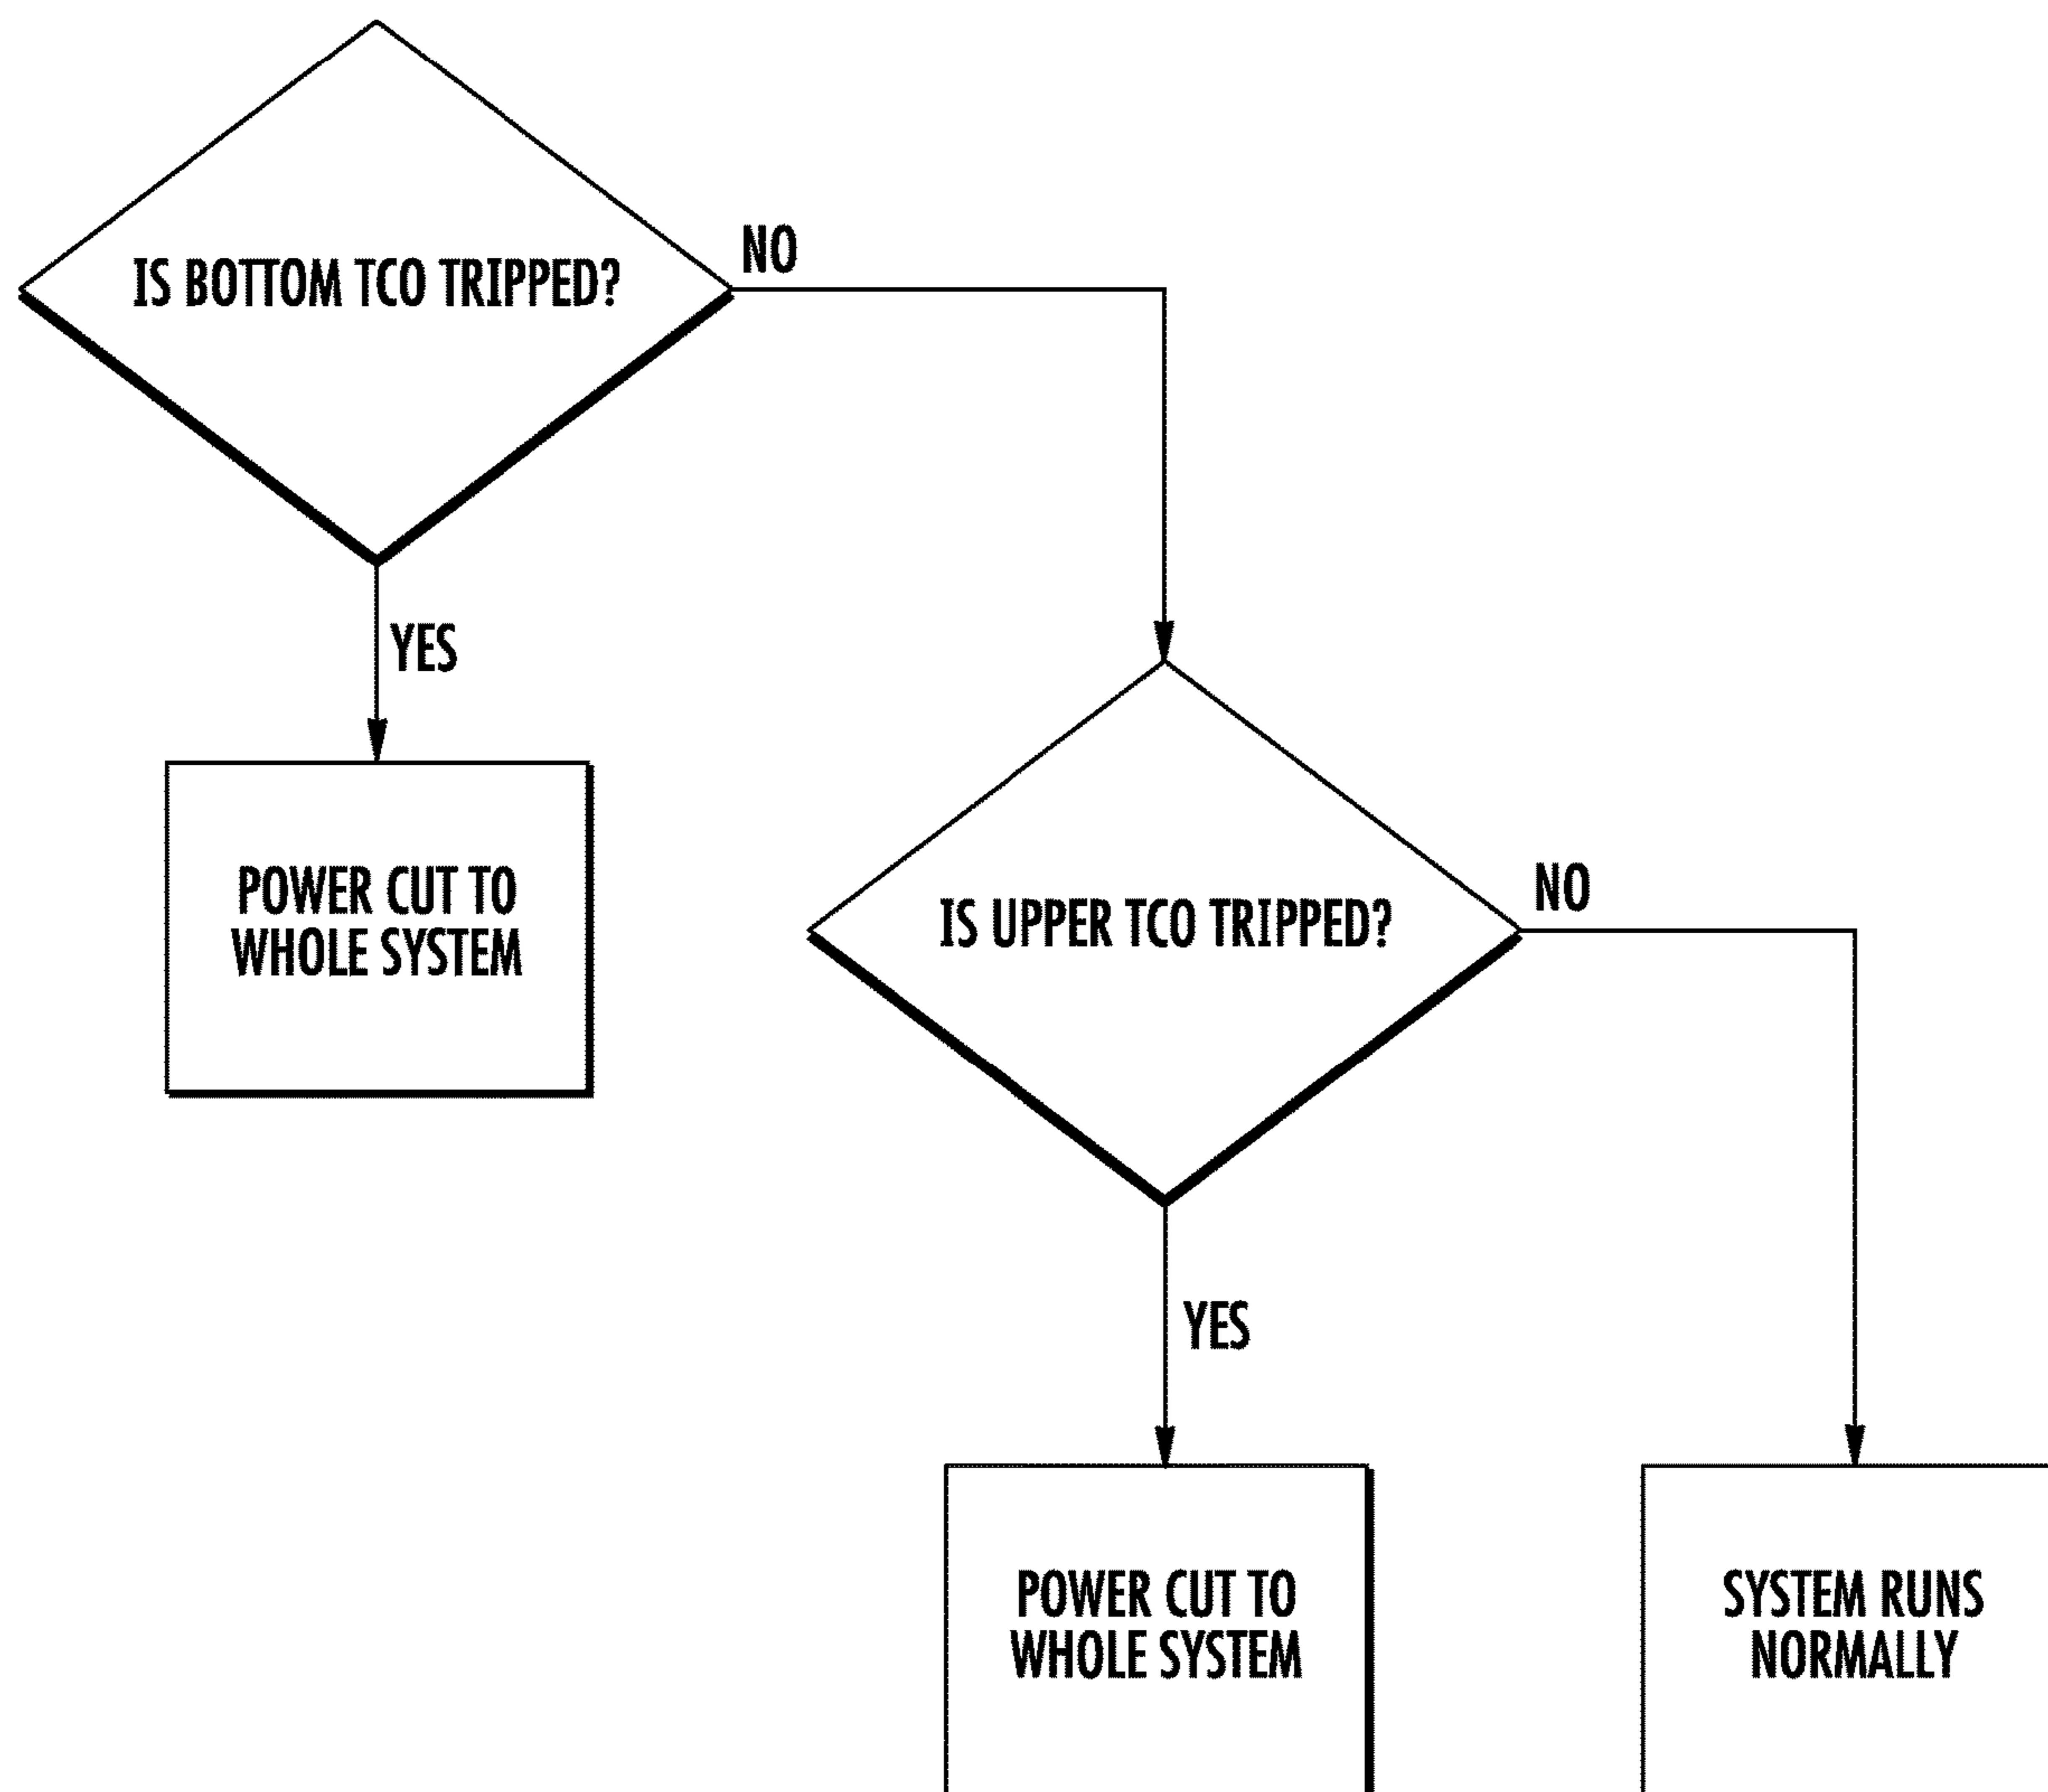 IS BOTTOM TCO TRIPPED?
NO
YES
POWER CUT TO
WHOLE SYSTEM
IS UPPER TCO TRIPPED?
NO
YES
POWER CUT TO
WHOLE SYSTEM
SYSTEM RUNS
NORMALLY